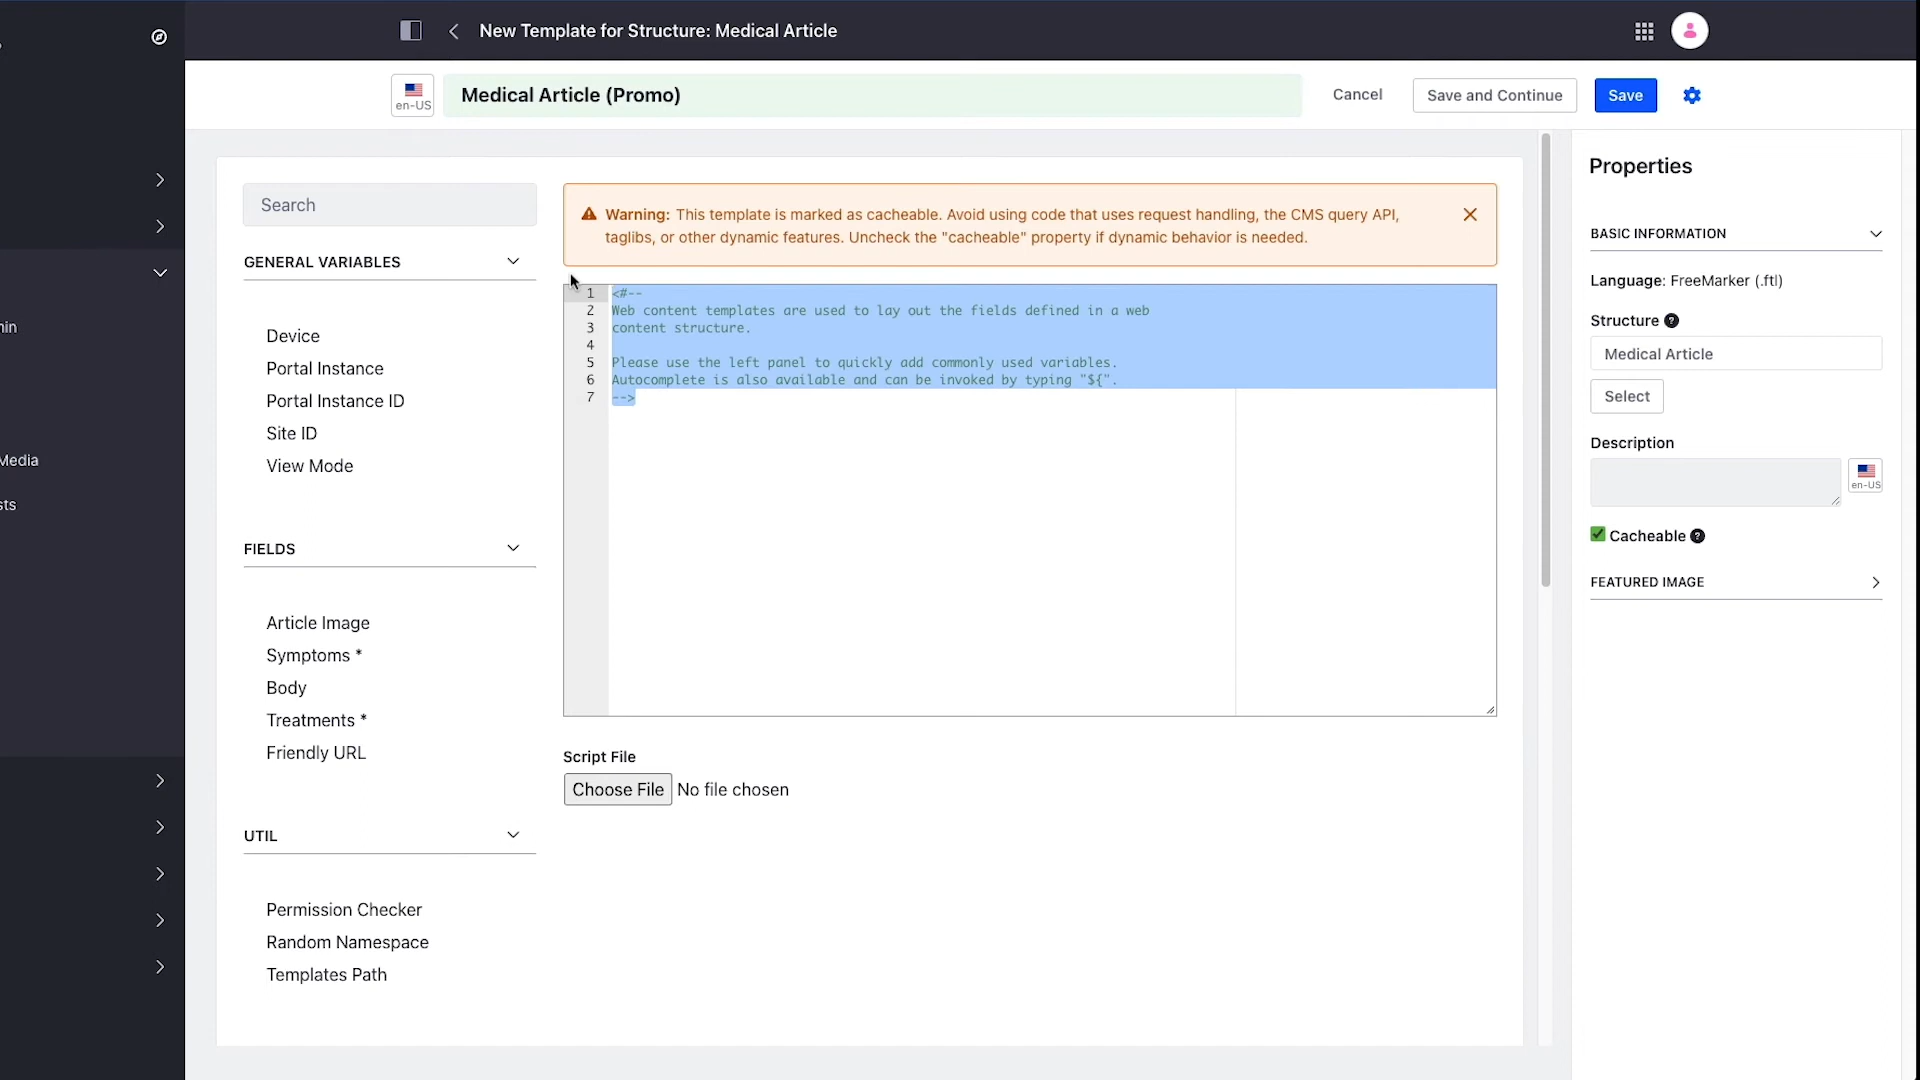 New Template for Structure: Medical Article
en-US
Medical Article (Promo)
Cancel
Save and Continue
Save
Search
GENERAL VARIABLES
Device
Portal Instance
Portal Instance ID
Site ID
View Mode
FIELDS
Article Image
Symptoms *
Body
Treatments *
Friendly URL
UTIL
Permission Checker
Random Namespace
Templates Path
Warning: This template is marked as cacheable. Avoid using code that uses request handling, the CMS query API,
taglibs, or other dynamic features. Uncheck the "cacheable" property if dynamic behavior is needed.
1 <#--
2 Web content templates are used to lay out the fields defined in a web
3 content structure.
4
5 Please use the left panel to quickly add commonly used variables.
6 Autocomplete is also available and can be invoked by typing "${".
7 -->
Script File
Choose File No file chosen
Properties
BASIC INFORMATION
Language: FreeMarker (.ftl)
Structure ?
Medical Article
Select
Description
en-US
Cacheable ?
FEATURED IMAGE
min
Media
sts